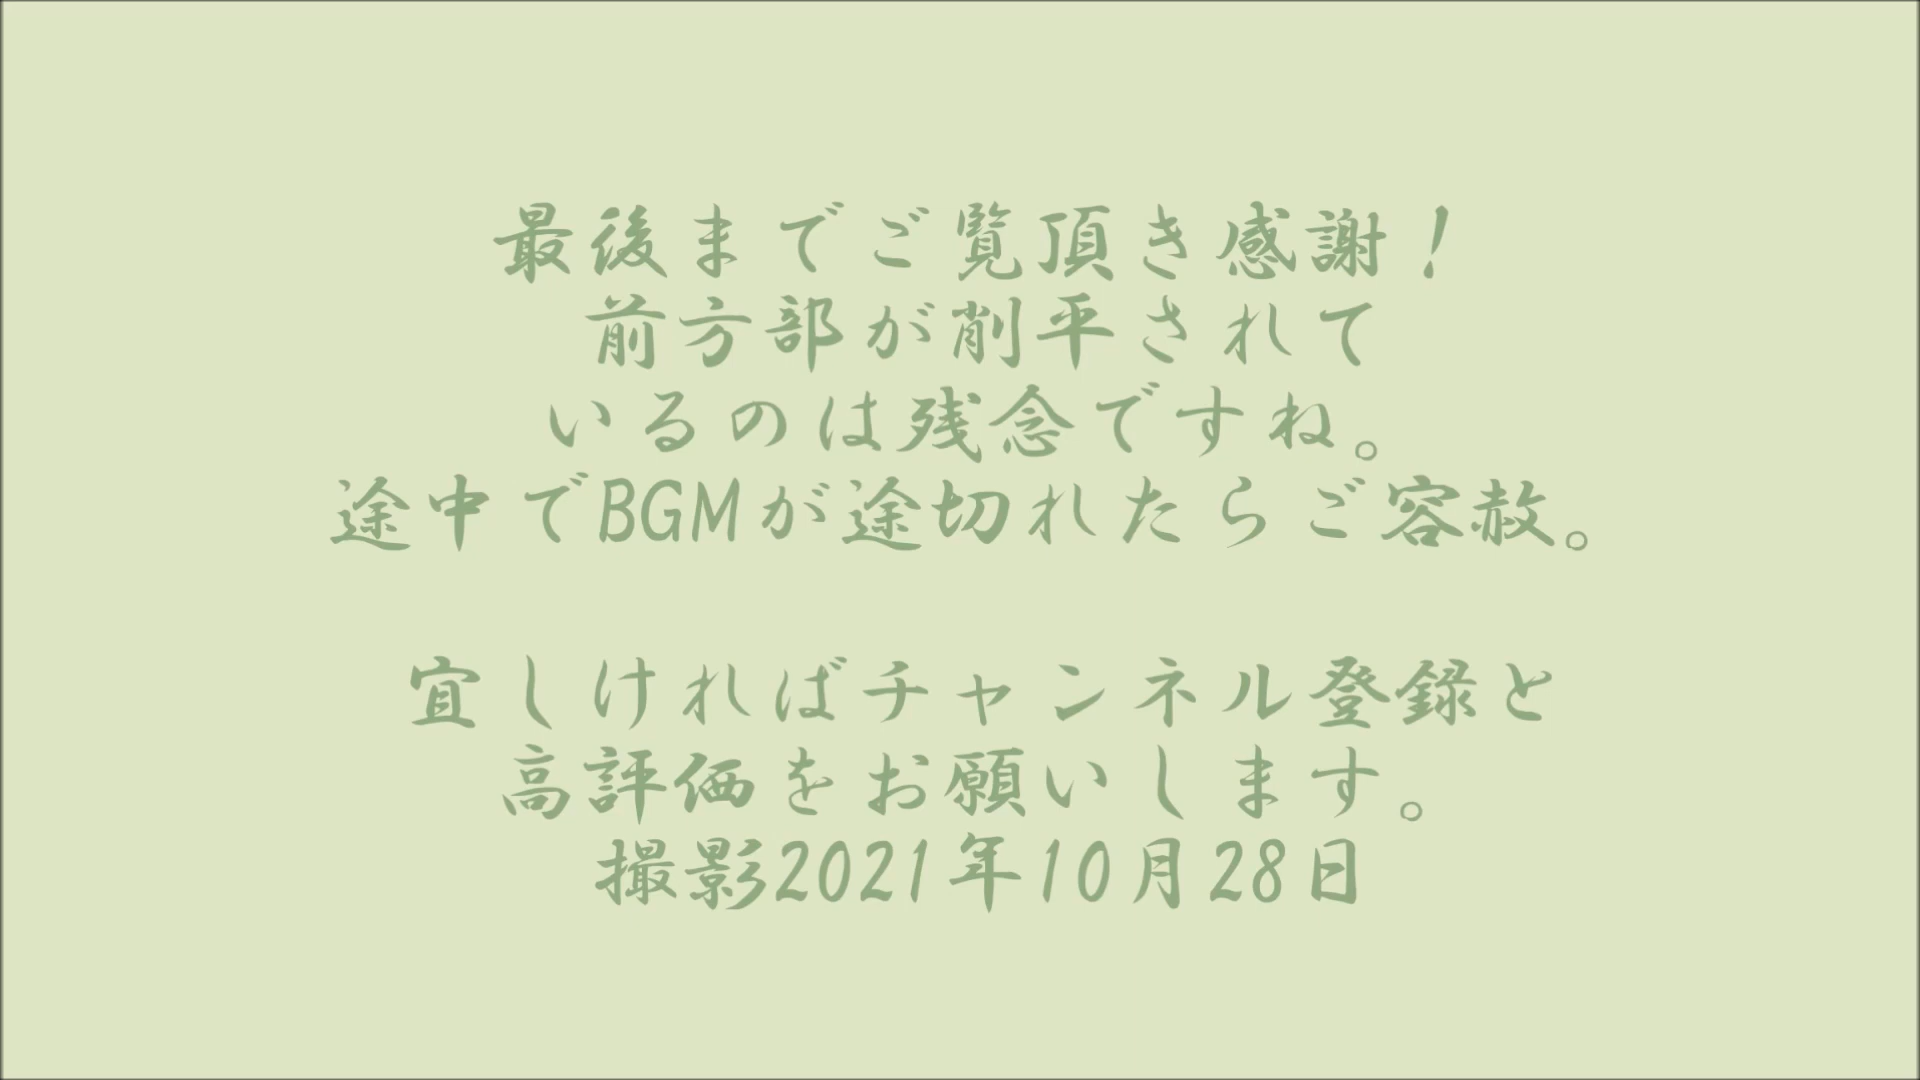 最後までご覧頂き感謝！
前方部が削平されて
いるのは残念ですね。
途中でBGMが途切れたらご容赦。
宜しければチャンネル登録と
高評価をお願いします。
撮影2021年10月28日